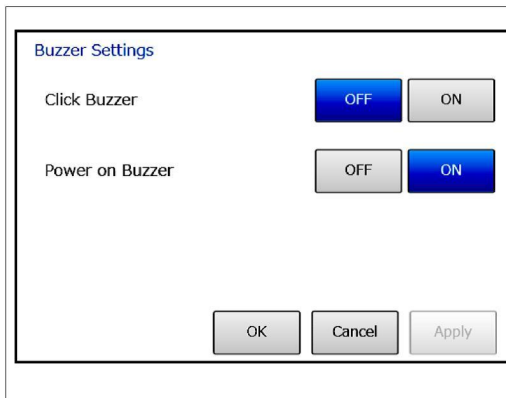 Buzzer Settings
Click Buzzer OFF ON
Power on Buzzer OFF ON
OK Cancel Apply